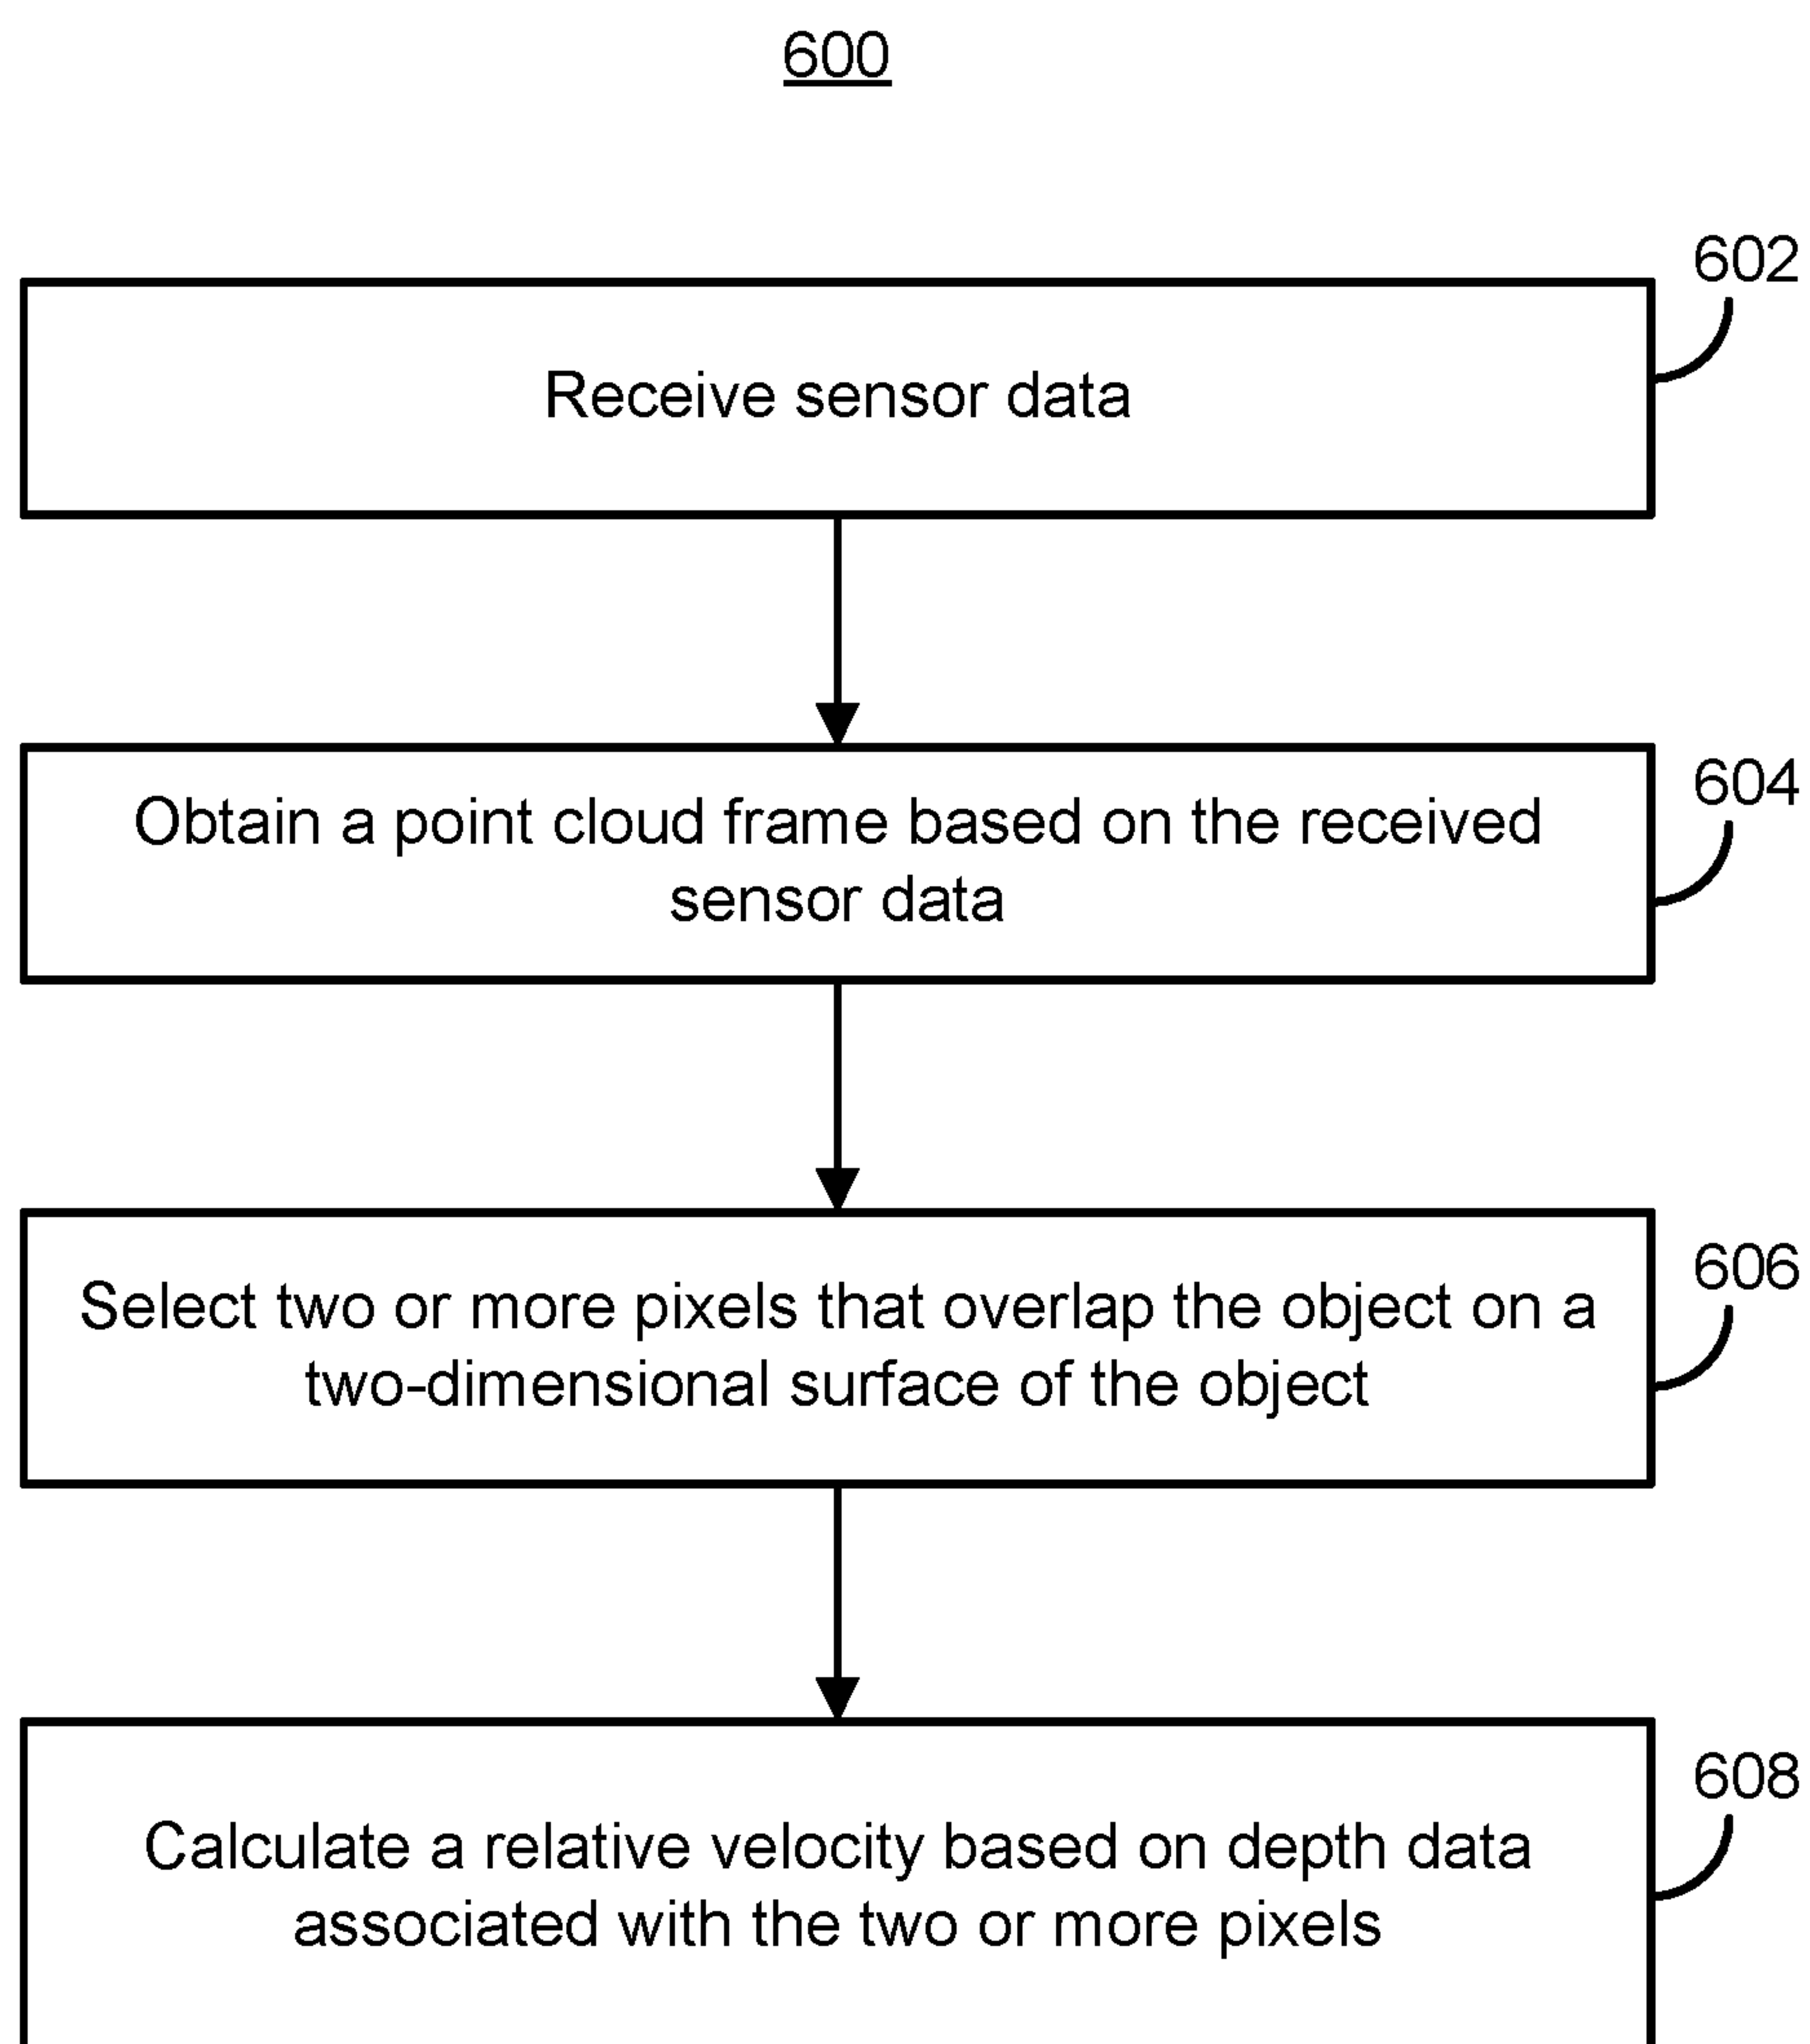 600
602
Receive sensor data
604
Obtain a point cloud frame based on the received
sensor data
606
Select two or more pixels that overlap the object on a
two-dimensional surface of the object
608
Calculate a relative velocity based on depth data
associated with the two or more pixels